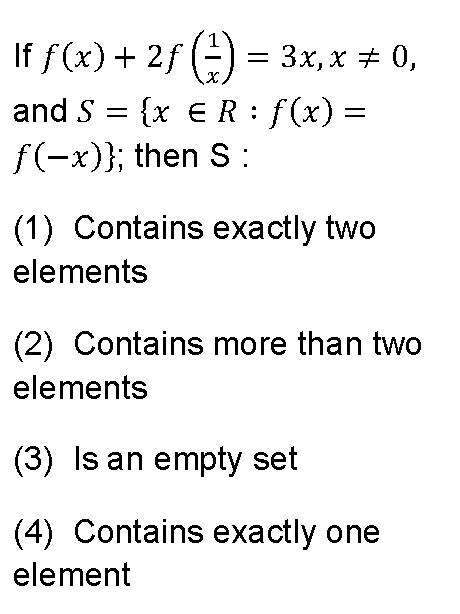 If f(x) + 2f(1/x) = 3x, x ≠ 0,
and S = {x ∈ R : f(x) =
f(−x)}; then S :
(1) Contains exactly two
elements
(2) Contains more than two
elements
(3) Is an empty set
(4) Contains exactly one
element